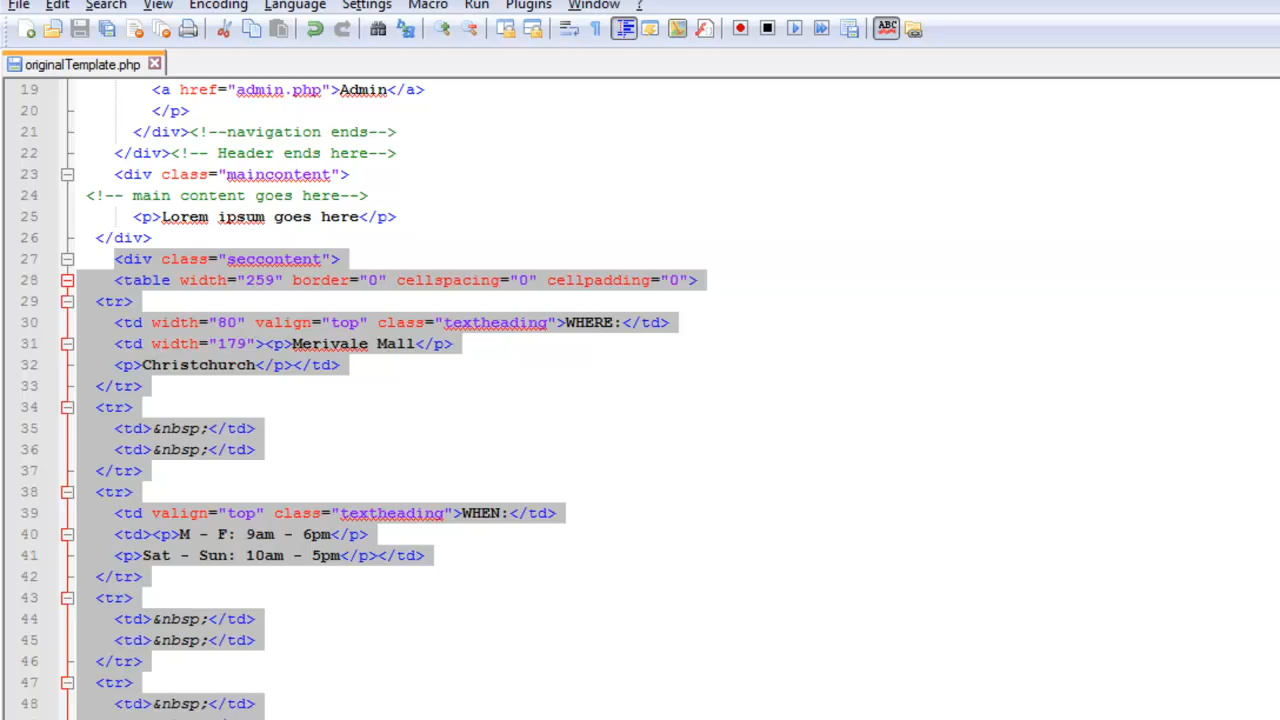 File Edit Search View Encoding Language Settings Macro Run Plugins Window ?
ABC
originalTemplate.php
19 <a href="admin.php">Admin</a>
20 </p>
21 </div><!--navigation ends-->
22 </div><!-- Header ends here-->
23 <div class="maincontent">
24 <!-- main content goes here-->
25 <p>Lorem ipsum goes here</p>
26 </div>
27 <div class="seccontent">
28 <table width="259" border="0" cellspacing="0" cellpadding="0">
29 <tr>
30 <td width="80" valign="top" class="textheading">WHERE:</td>
31 <td width="179"><p>Merivale Mall</p>
32 <p>Christchurch</p></td>
33 </tr>
34 <tr>
35 <td>&nbsp;</td>
36 <td>&nbsp;</td>
37 </tr>
38 <tr>
39 <td valign="top" class="textheading">WHEN:</td>
40 <td><p>M - F: 9am - 6pm</p>
41 <p>Sat - Sun: 10am - 5pm</p></td>
42 </tr>
43 <tr>
44 <td>&nbsp;</td>
45 <td>&nbsp;</td>
46 </tr>
47 <tr>
48 <td>&nbsp;</td>